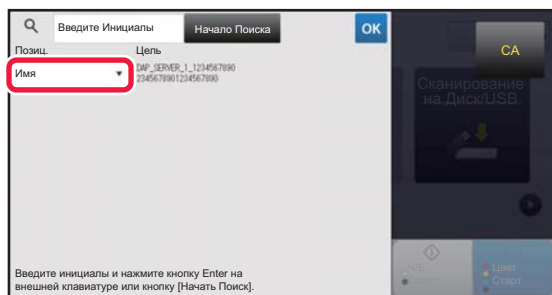 Введите Инициалы
Начало Поиска
OK
CA
Позиц.
Цель
Имя
DAP_SERVER_1_1234567890
2345678901234567890
Сканирование
на Диск/USB
Введите инициалы и нажмите кнопку Enter на
внешней клавиатуре или кнопку [Начать Поиск].
Ч/Б
Старт
Цвет
Старт